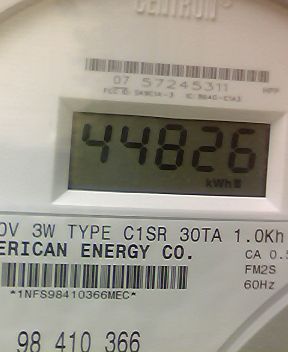 CENTRON®
07 57245311
44826
kWh
0V 3W TYPE C1SR 30TA 1.0Kh
ERICAN ENERGY CO.
CA 0.5
FM2S
60Hz
*1NFS98410366MEC*
98 410 366